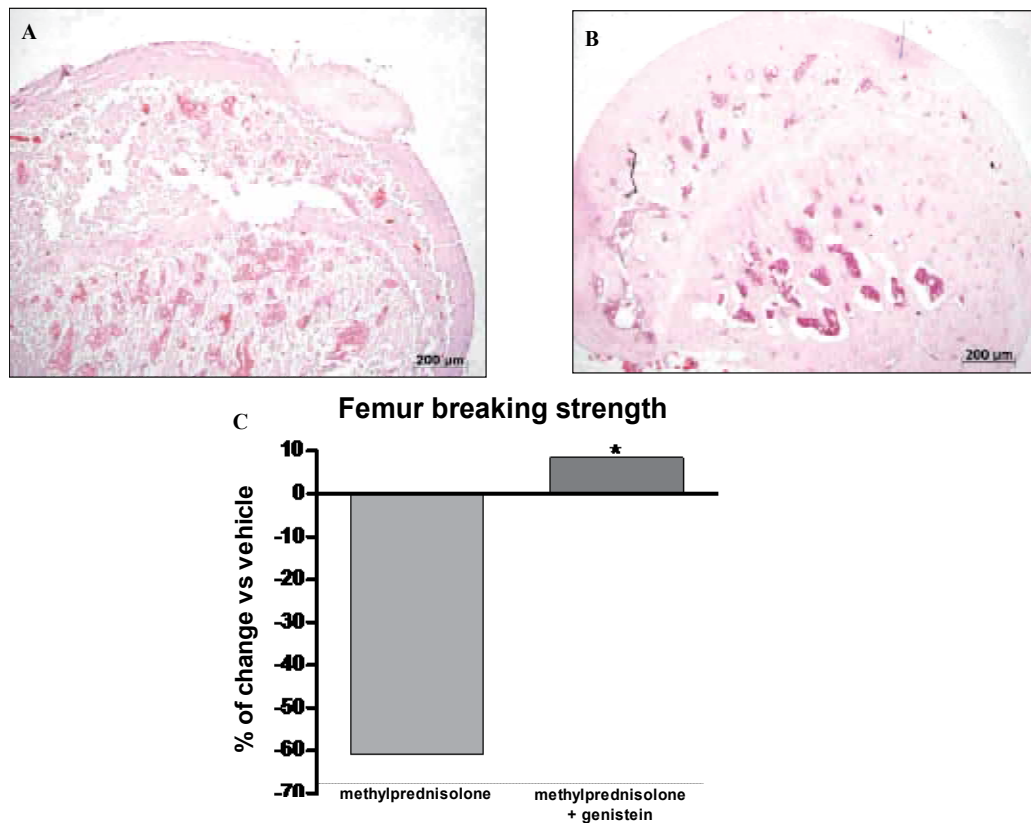 A
200 µm
B
200 µm
C
Femur breaking strength
% of change vs vehicle
10
0
-10
-20
-30
-40
-50
-60
-70
*
methylprednisolone
methylprednisolone
+ genistein